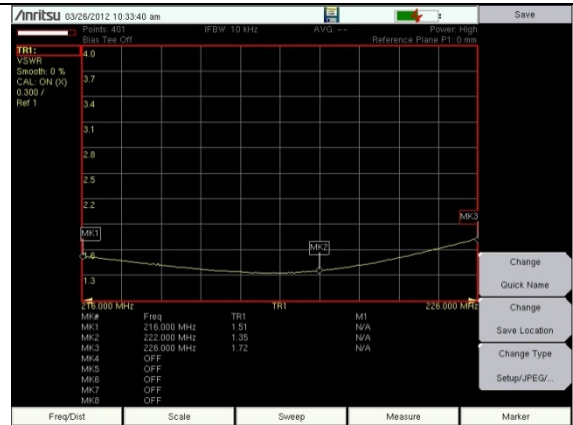 Anritsu 03/26/2012 10:33:40 am
Save
Points: 401 IFBW: 10 kHz AVG: -- Power: High
Bias Tee Off Reference Plane P1: 0 mm
TR1:
VSWR
Smooth: 0 %
CAL: ON (X)
0.300 /
Ref 1
4.0
3.7
3.4
3.1
2.8
2.5
2.2
MK3
MK1
MK2
1.6
1.3
216.000 MHz TR1 226.000 MHz
MK# Freq TR1 M1
MK1 216.000 MHz 1.51 N/A
MK2 222.000 MHz 1.35 N/A
MK3 226.000 MHz 1.72 N/A
MK4 OFF
MK5 OFF
MK6 OFF
MK7 OFF
MK8 OFF
Change
Quick Name
Change
Save Location
Change Type
Setup/JPEG/...
Freq/Dist Scale Sweep Measure Marker